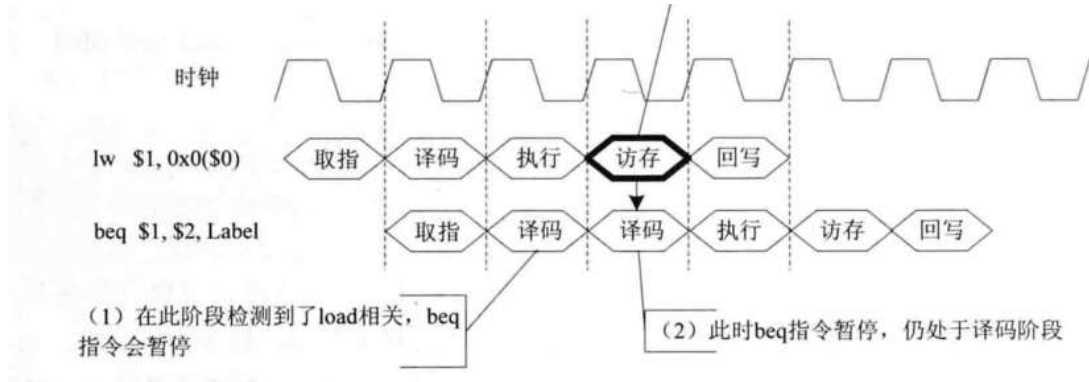 时钟
lw $1, 0x0($0)
取指 译码 执行 访存 回写
beq $1, $2, Label
取指 译码 译码 执行 访存 回写
（1）在此阶段检测到了load相关，beq
指令会暂停
（2）此时beq指令暂停，仍处于译码阶段